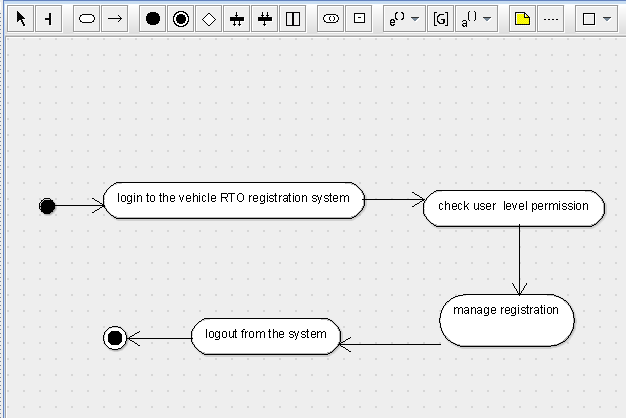 e() [G] a()
login to the vehicle RTO registration system
check user level permission
manage registration
logout from the system